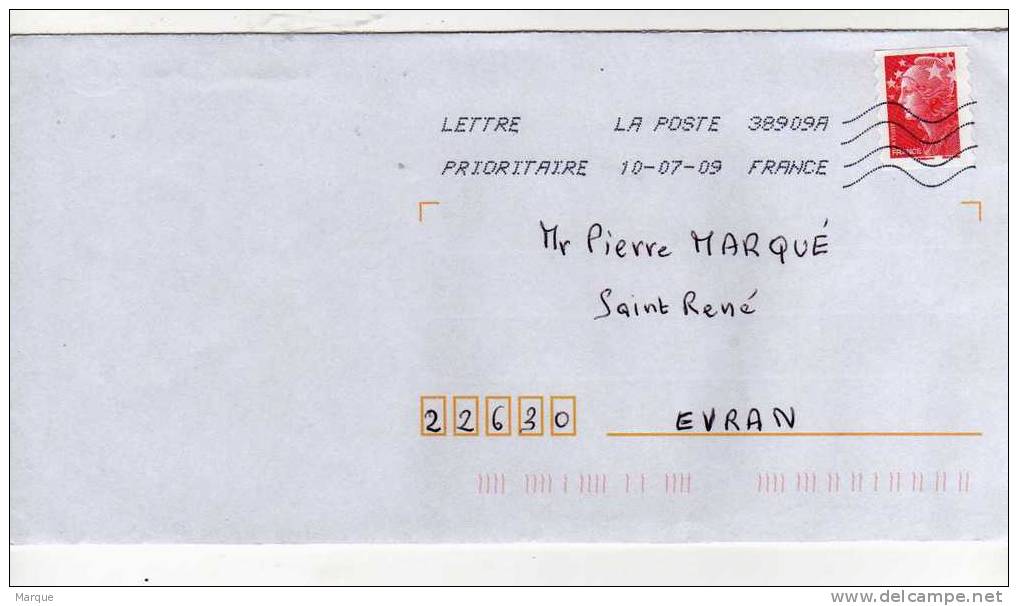 LETTRE LA POSTE 38909A
PRIORITAIRE 10-07-09 FRANCE
FRANCE
Mr Pierre MARQUÉ
Saint René
22630 EVRAN
Marque
delcampe.net